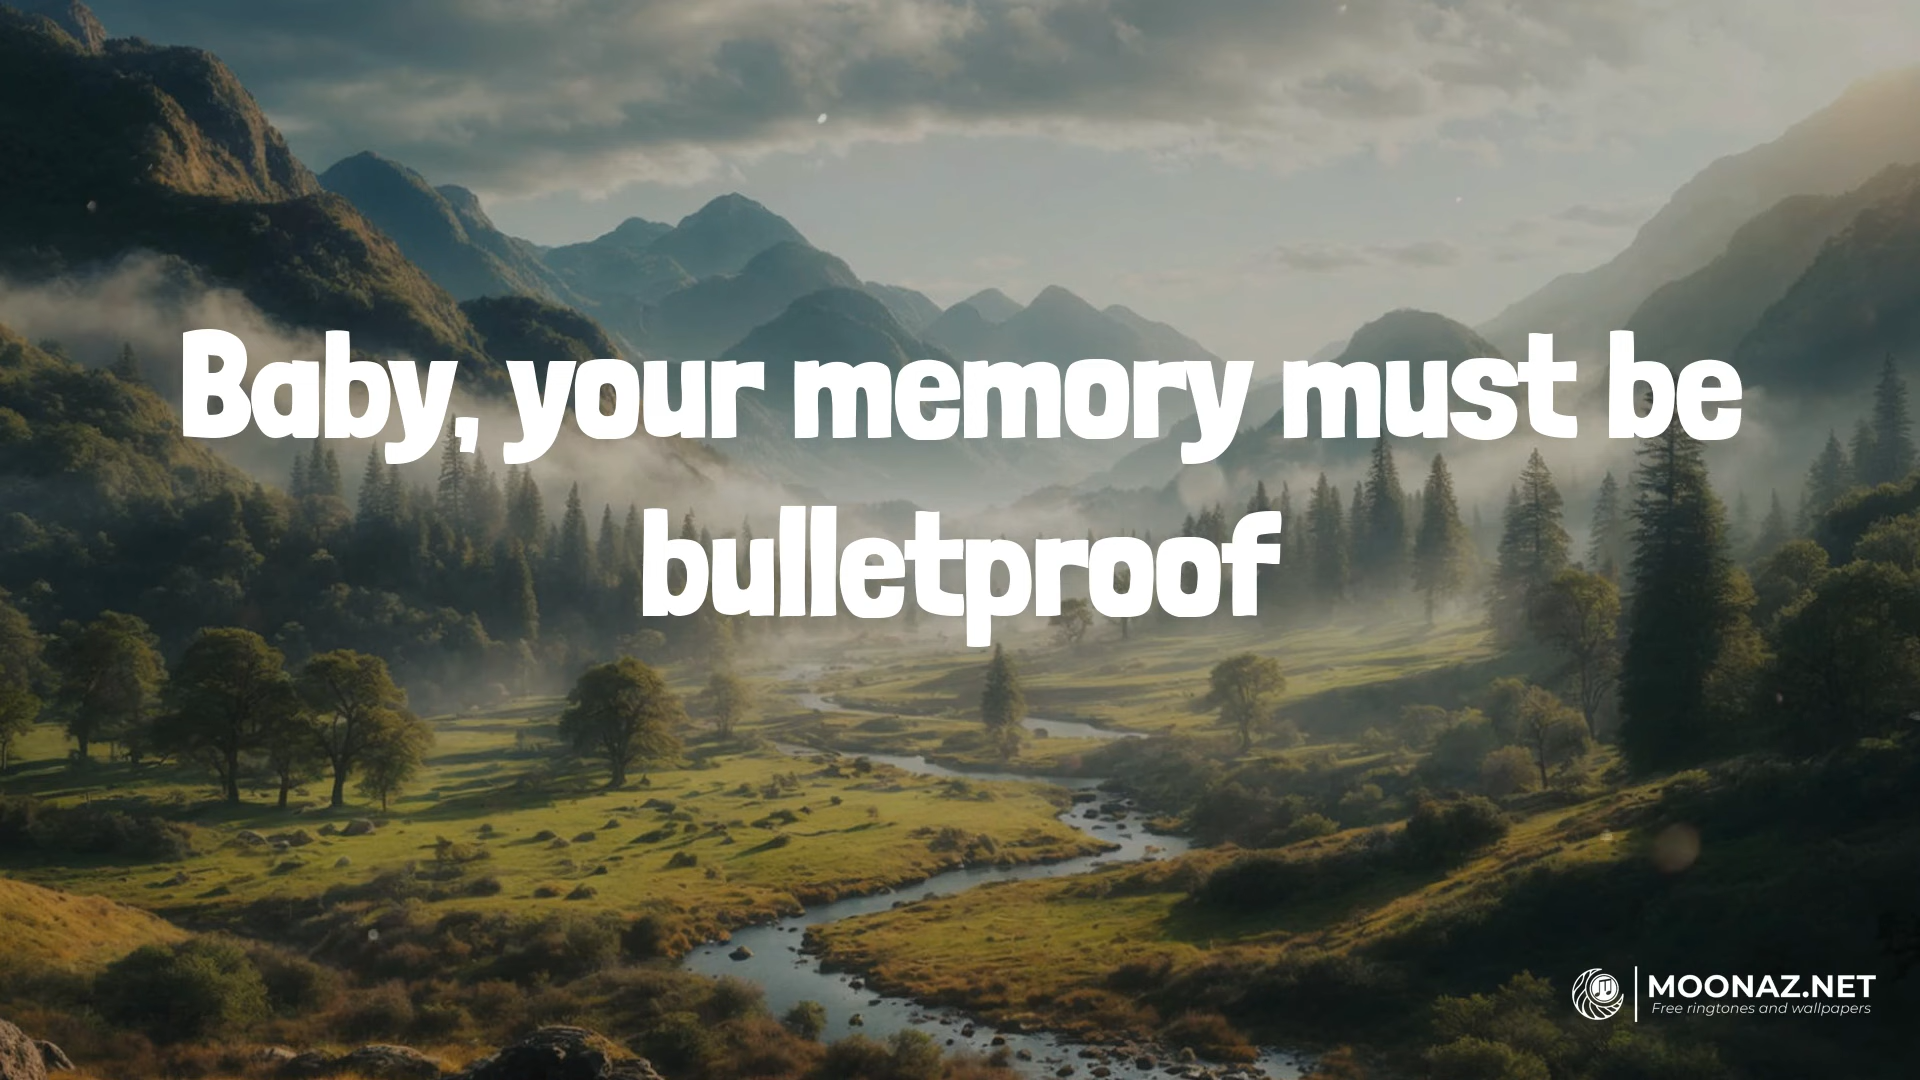 Baby, your memory must be
bulletproof
MOONAZ.NET
Free ringtones and wallpapers